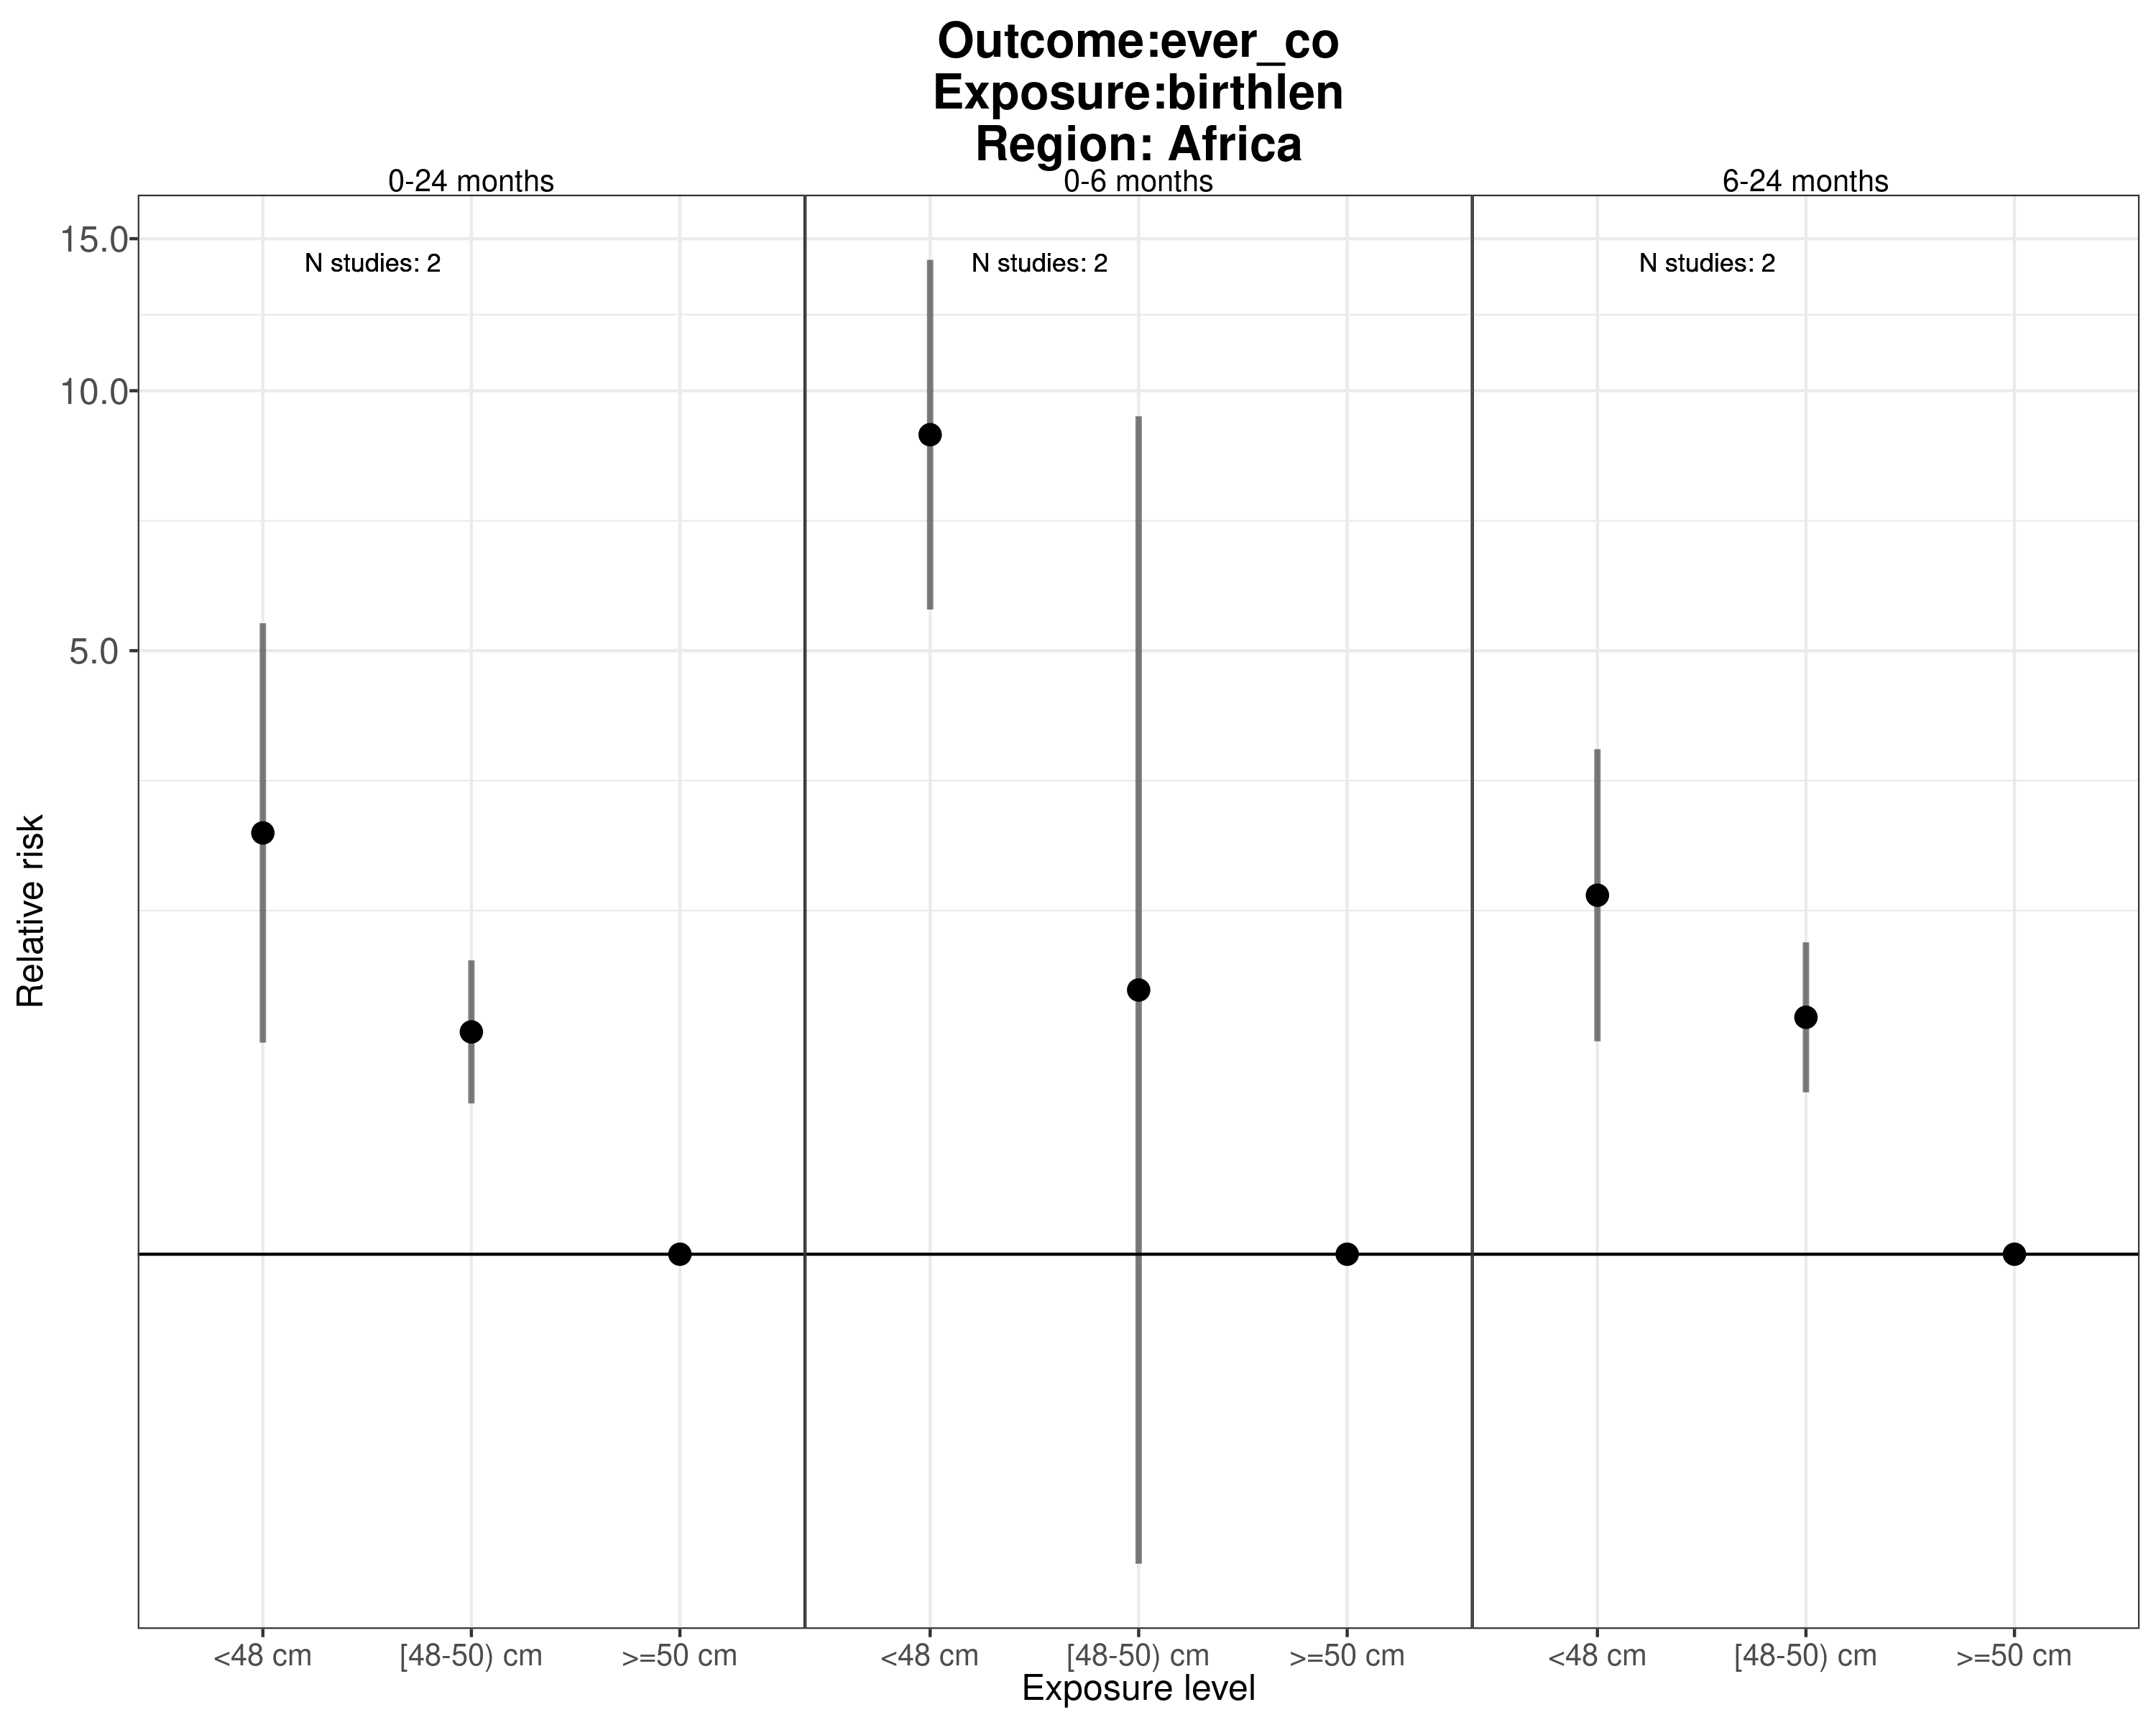 Outcome:ever_co
Exposure:birthlen
Region: Africa
0-24 months
0-6 months
6-24 months
N studies: 2
N studies: 2
N studies: 2
15.0
10.0
5.0
Relative risk
<48 cm
[48-50) cm
>=50 cm
<48 cm
[48-50) cm
>=50 cm
<48 cm
[48-50) cm
>=50 cm
Exposure level